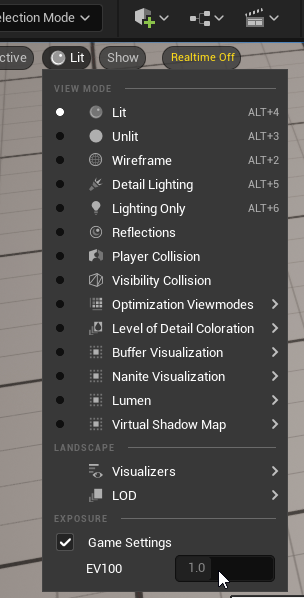 election Mode
ctive
Lit
Show
Realtime Off
VIEW MODE
Lit ALT+4
Unlit ALT+3
Wireframe ALT+2
Detail Lighting ALT+5
Lighting Only ALT+6
Reflections
Player Collision
Visibility Collision
Optimization Viewmodes
Level of Detail Coloration
Buffer Visualization
Nanite Visualization
Lumen
Virtual Shadow Map
LANDSCAPE
Visualizers
LOD
EXPOSURE
Game Settings
EV100 1.0